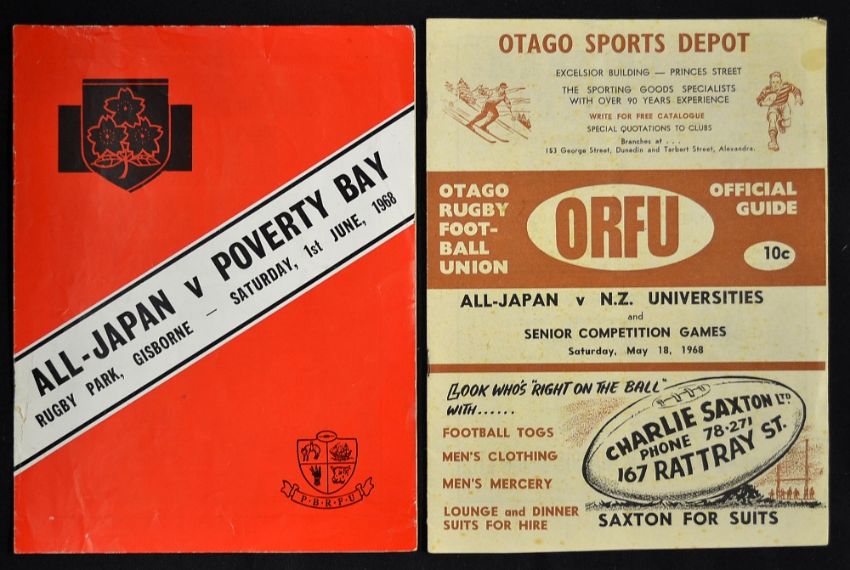 ALL-JAPAN v POVERTY BAY
RUGBY PARK, GISBORNE — SATURDAY, 1st JUNE, 1968
P·B·R·F·U
OTAGO SPORTS DEPOT
EXCELSIOR BUILDING — PRINCES STREET
THE SPORTING GOODS SPECIALISTS
WITH OVER 90 YEARS EXPERIENCE
WRITE FOR FREE CATALOGUE
SPECIAL QUOTATIONS TO CLUBS
Branches at . . .
153 George Street, Dunedin and Tarbert Street, Alexandra.
OTAGO
RUGBY
FOOT-
BALL
UNION
ORFU
OFFICIAL
GUIDE
10c
ALL-JAPAN v N.Z. UNIVERSITIES
and
SENIOR COMPETITION GAMES
Saturday, May 18, 1968
LOOK WHO'S "RIGHT ON THE BALL"
WITH......
FOOTBALL TOGS
MEN'S CLOTHING
MEN'S MERCERY
LOUNGE and DINNER
SUITS FOR HIRE
CHARLIE SAXTON LTD.
PHONE 78-271
167 RATTRAY ST.
SAXTON FOR SUITS